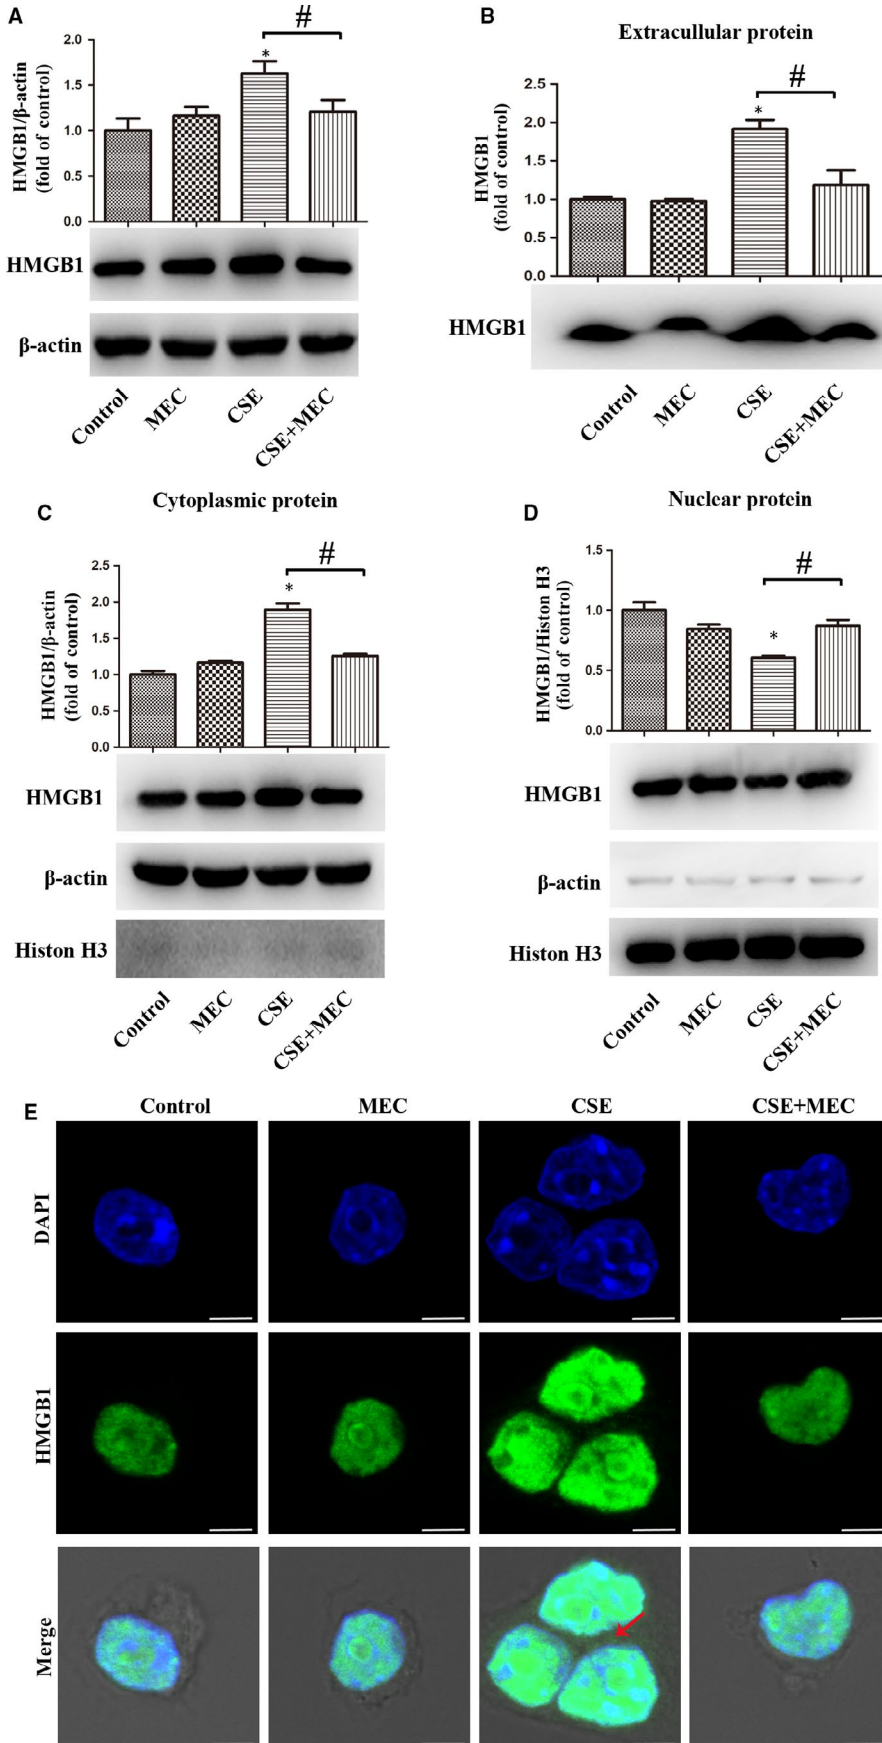 A
HMGB1/β-actin
(fold of control)
2.0
1.5
1.0
0.5
0.0
*
#
HMGB1
β-actin
Control
MEC
CSE
CSE+MEC
B
Extracullular protein
HMGB1
(fold of control)
2.5
2.0
1.5
1.0
0.5
0.0
*
#
HMGB1
Control
MEC
CSE
CSE+MEC
C
Cytoplasmic protein
HMGB1/β-actin
(fold of control)
2.5
2.0
1.5
1.0
0.5
0.0
*
#
HMGB1
β-actin
Histon H3
Control
MEC
CSE
CSE+MEC
D
Nuclear protein
HMGB1/Histon H3
(fold of control)
1.5
1.0
0.5
0.0
*
#
HMGB1
β-actin
Histon H3
Control
MEC
CSE
CSE+MEC
E
Control
MEC
CSE
CSE+MEC
DAPI
HMGB1
Merge